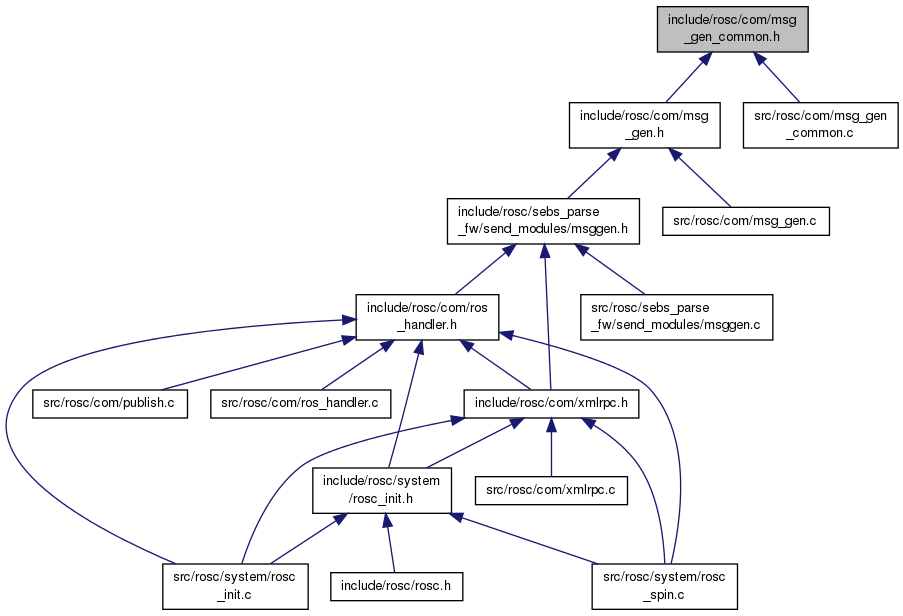 include/rosc/com/msg
_gen_common.h
include/rosc/com/msg
_gen.h
src/rosc/com/msg_gen
_common.c
include/rosc/sebs_parse
_fw/send_modules/msggen.h
src/rosc/com/msg_gen.c
include/rosc/com/ros
_handler.h
src/rosc/sebs_parse
_fw/send_modules/msggen.c
src/rosc/com/publish.c
src/rosc/com/ros_handler.c
include/rosc/com/xmlrpc.h
include/rosc/system
/rosc_init.h
src/rosc/com/xmlrpc.c
src/rosc/system/rosc
_init.c
include/rosc/rosc.h
src/rosc/system/rosc
_spin.c